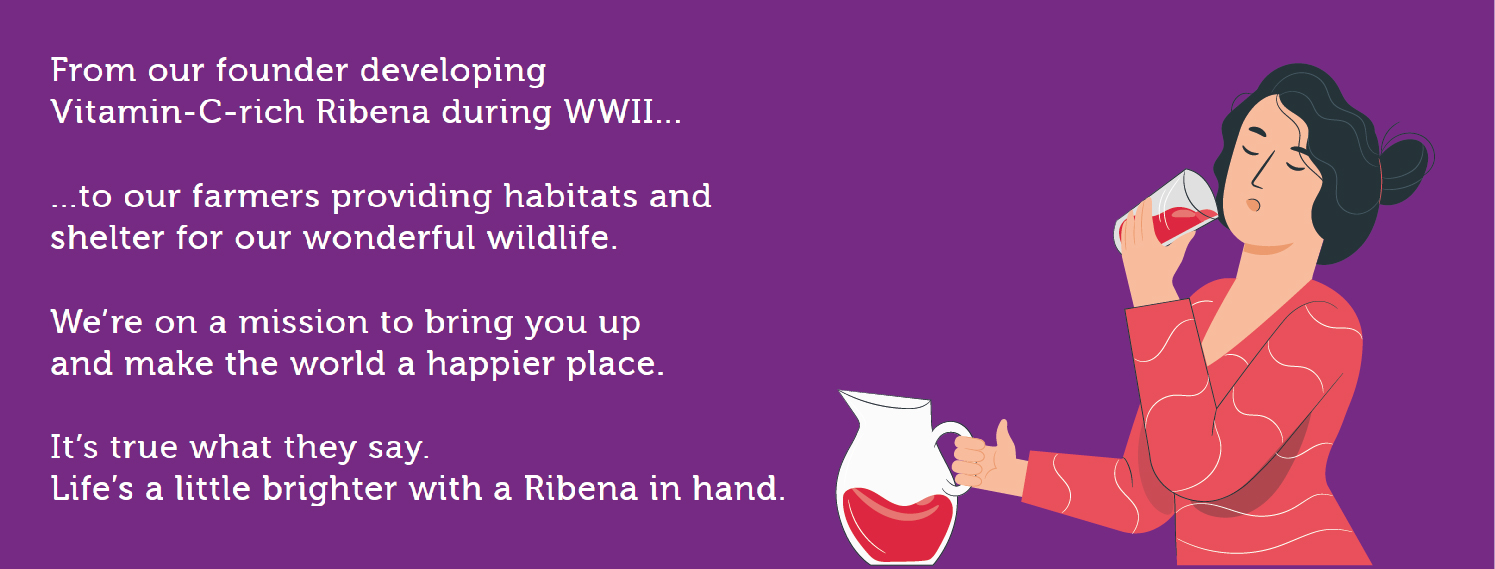 From our founder developing
Vitamin-C-rich Ribena during WWII...
...to our farmers providing habitats and
shelter for our wonderful wildlife.
We're on a mission to bring you up
and make the world a happier place.
It's true what they say.
Life's a little brighter with a Ribena in hand.